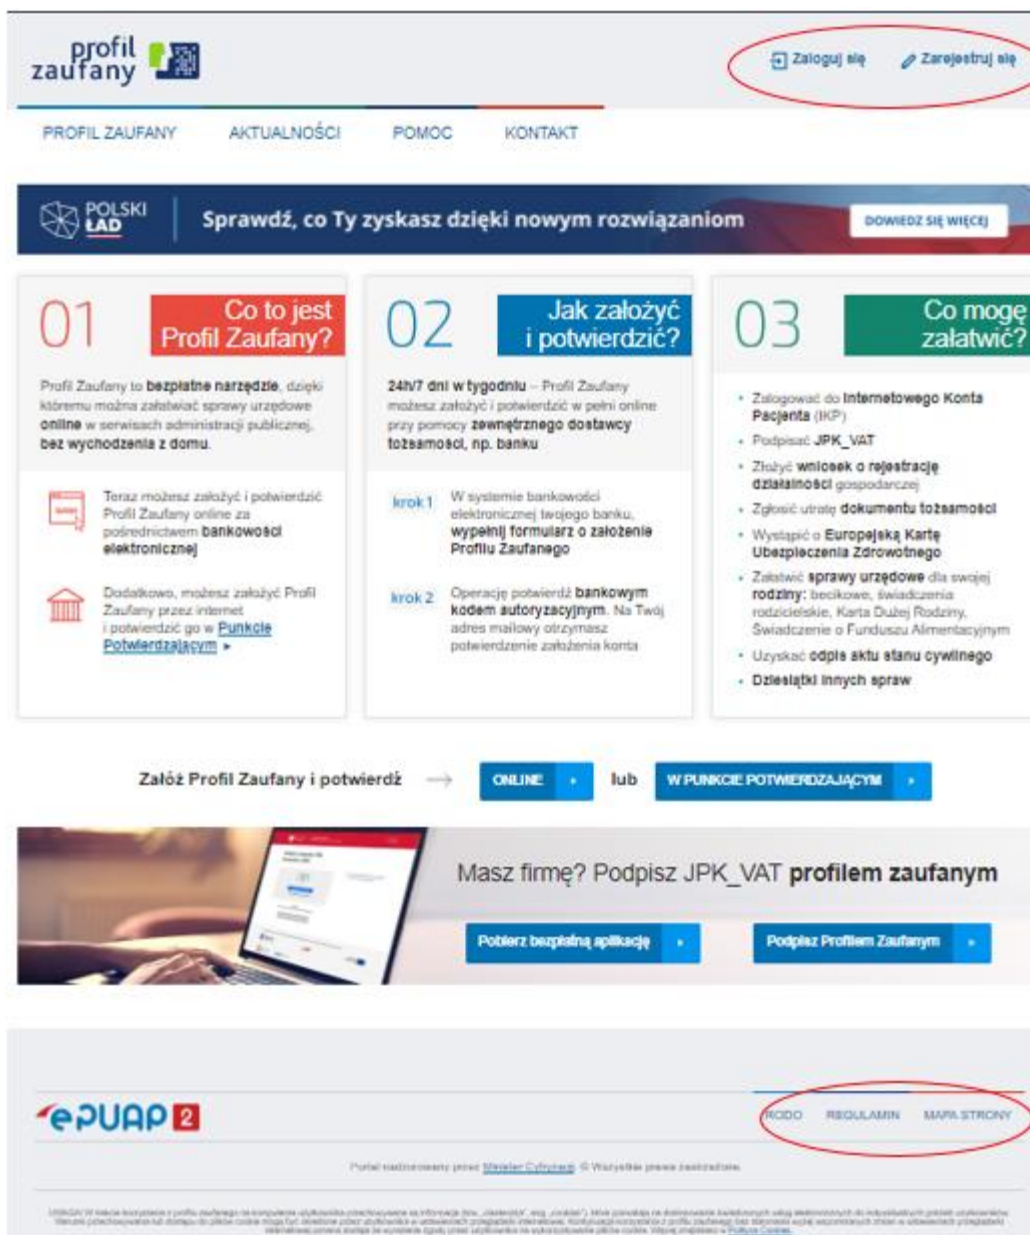 profil
zaufany
Zaloguj się
Zarejestruj się
PROFIL ZAUFANY
AKTUALNOŚCI
POMOC
KONTAKT
POLSKI
ŁAD
Sprawdź, co Ty zyskasz dzięki nowym rozwiązaniom
DOWIEDZ SIĘ WIĘCEJ
01
Co to jest
Profil Zaufany?
Profil Zaufany to bezpłatne narzędzie, dzięki
któremu można załatwiać sprawy urzędowe
online w serwisach administracji publicznej,
bez wychodzenia z domu.
Teraz możesz założyć i potwierdzić
Profil Zaufany online za
pośrednictwem bankowości
elektronicznej
Dodatkowo, możesz założyć Profil
Zaufany przez internet
i potwierdzić go w Punkcie
Potwierdzającym ▸
02
Jak założyć
i potwierdzić?
24h/7 dni w tygodniu – Profil Zaufany
możesz założyć i potwierdzić w pełni online
przy pomocy zewnętrznego dostawcy
tożsamości, np. banku
krok 1
W systemie bankowości
elektronicznej twojego banku,
wypełnij formularz o założenie
Profilu Zaufanego
krok 2
Operację potwierdź bankowym
kodem autoryzacyjnym. Na Twój
adres mailowy otrzymasz
potwierdzenie założenia konta
03
Co mogę
załatwić?
• Zalogować do Internetowego Konta
Pacjenta (IKP)
• Podpisać JPK_VAT
• Złożyć wniosek o rejestrację
działalności gospodarczej
• Zgłosić utratę dokumentu tożsamości
• Wystąpić o Europejską Kartę
Ubezpieczenia Zdrowotnego
• Załatwić sprawy urzędowe dla swojej
rodziny: becikowe, świadczenia
rodzicielskie, Karta Dużej Rodziny,
Świadczenie o Funduszu Alimentacyjnym
• Uzyskać odpis aktu stanu cywilnego
• Dziesiątki innych spraw
Załóż Profil Zaufany i potwierdź → ONLINE lub W PUNKCIE POTWIERDZAJĄCYM
Masz firmę? Podpisz JPK_VAT profilem zaufanym
Pobierz bezpłatną aplikację
Podpisz Profilem Zaufanym
ePUAP2
RODO
REGULAMIN
MAPA STRONY
Portal nadzorowany przez Minister Cyfryzacji. © Wszystkie prawa zastrzeżone.